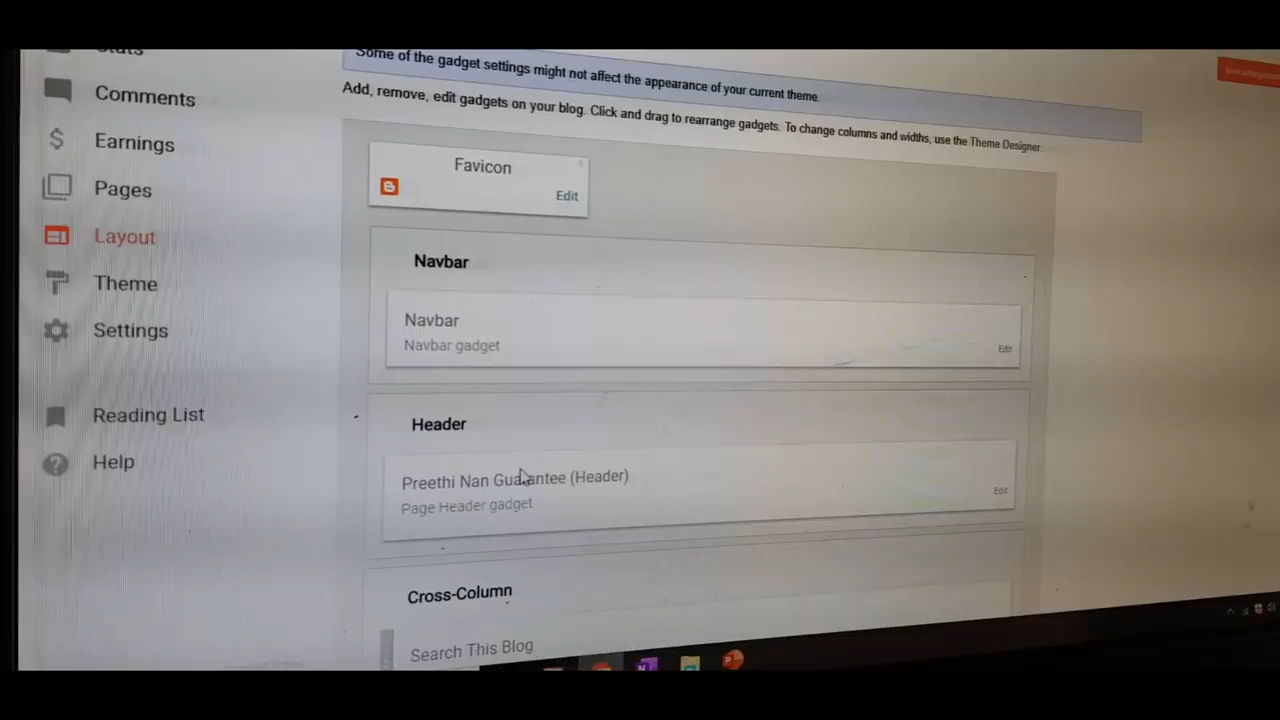 Stats
Comments
Earnings
Pages
Layout
Theme
Settings
Reading List
Help
Some of the gadget settings might not affect the appearance of your current theme.
Add, remove, edit gadgets on your blog. Click and drag to rearrange gadgets. To change columns and widths, use the Theme Designer
Favicon
Edit
Navbar
Navbar
Navbar gadget
Edit
Header
Preethi Nan Guarantee (Header)
Page Header gadget
Edit
Cross-Column
Search This Blog